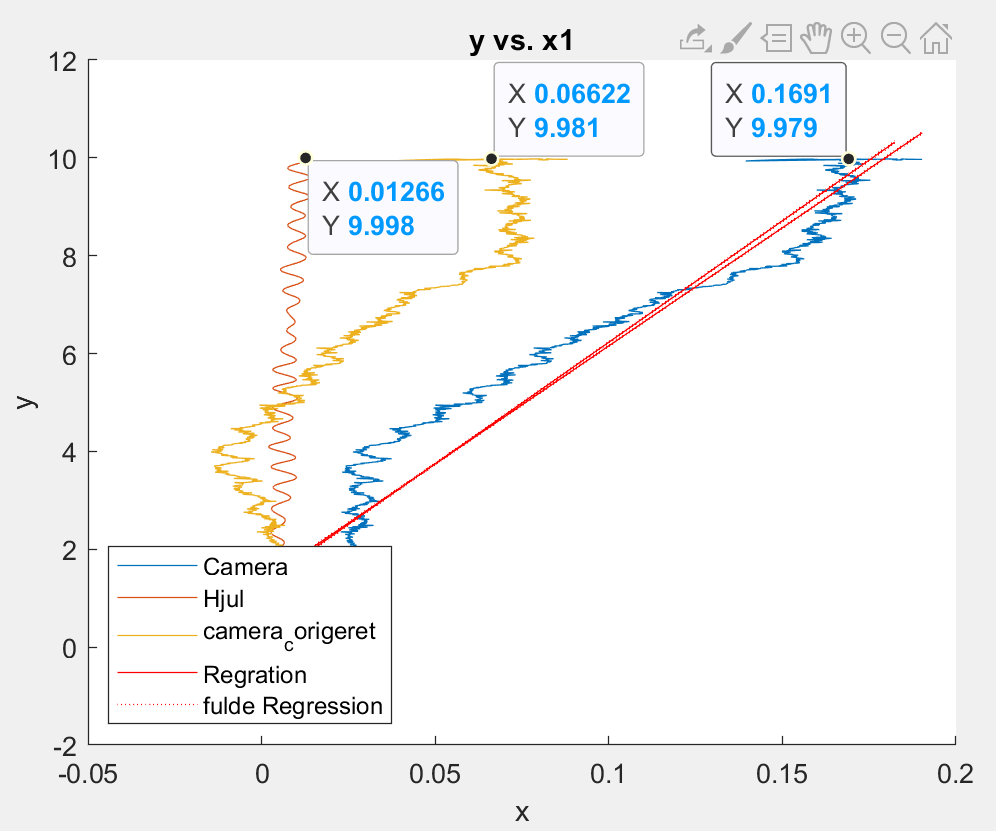 y vs. x1
X 0.06622
Y 9.981
X 0.1691
Y 9.979
X 0.01266
Y 9.998
12
10
8
6
4
2
0
-2
y
Camera
Hjul
camera_corigeret
Regration
fulde Regression
-0.05 0 0.05 0.1 0.15 0.2
x